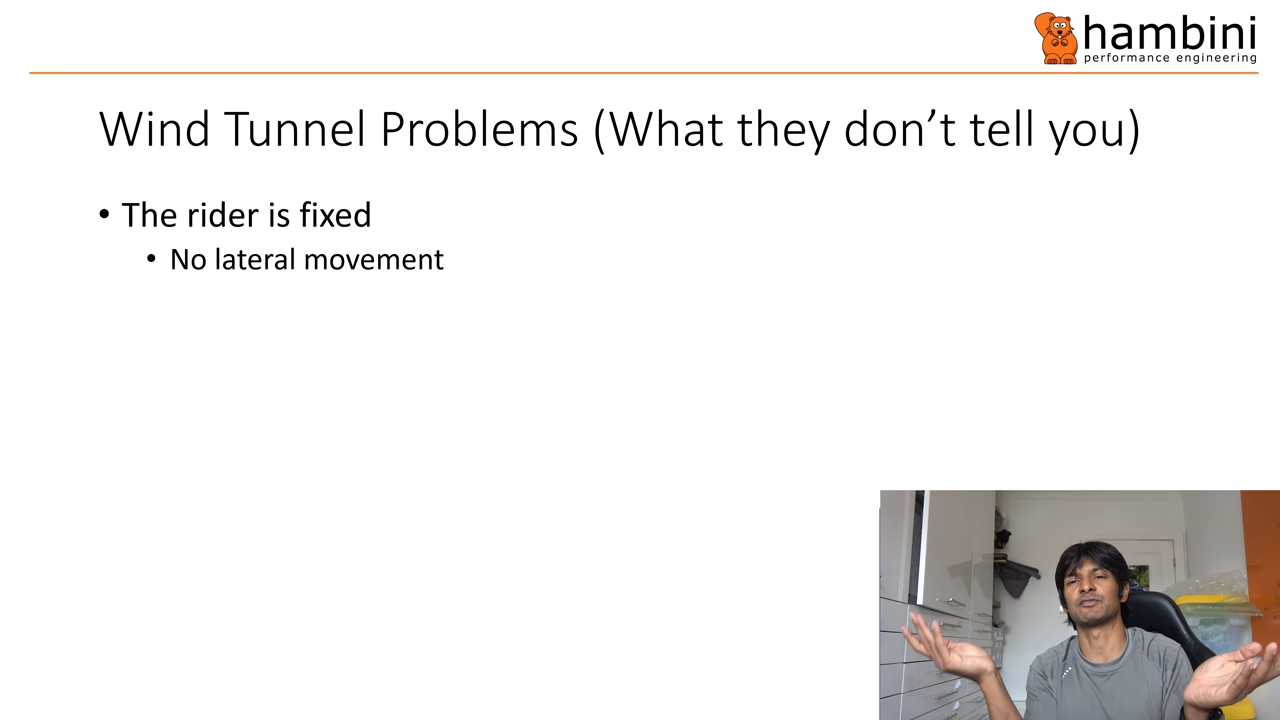 hambini
performance engineering
Wind Tunnel Problems (What they don’t tell you)
• The rider is fixed
• No lateral movement